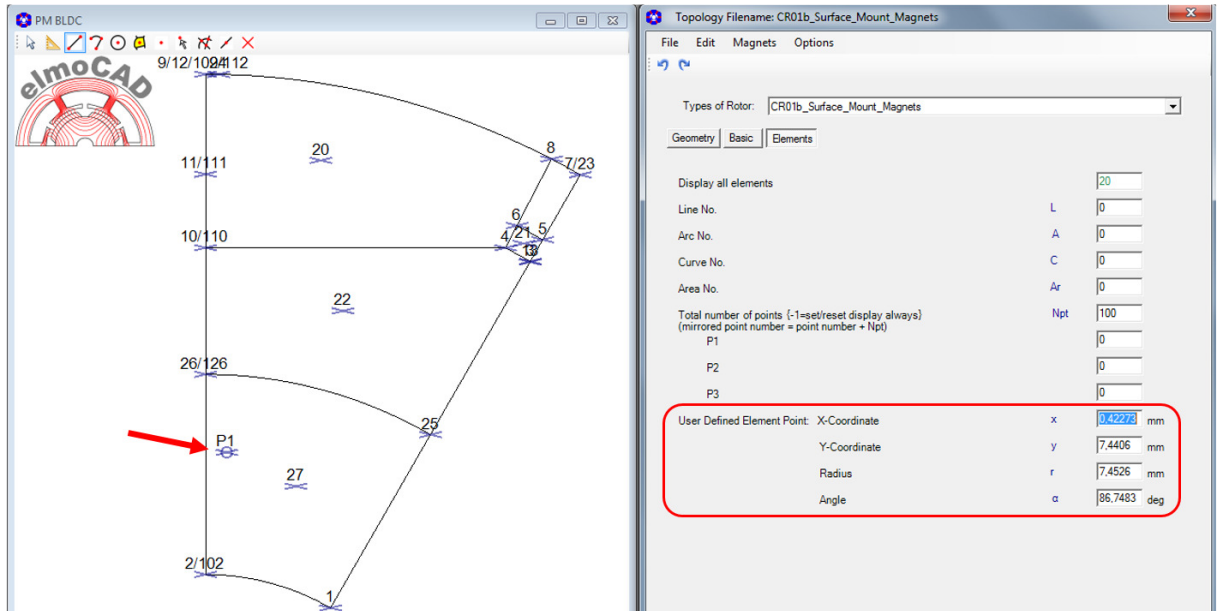 PM BLDC
elmoCAD
9/12/109/112
24
20
8
7/23
11/111
6
5
21
4
10/110
22
26/126
25
P1
27
2/102
1
Topology Filename: CR01b_Surface_Mount_Magnets
File Edit Magnets Options
Types of Rotor: CR01b_Surface_Mount_Magnets
Geometry Basic Elements
Display all elements 20
Line No. L 0
Arc No. A 0
Curve No. C 0
Area No. Ar 0
Total number of points {-1=set/reset display always} Npt 100
(mirrored point number = point number + Npt)
P1 0
P2 0
P3 0
User Defined Element Point: X-Coordinate x 0,42273 mm
Y-Coordinate y 7,4406 mm
Radius r 7,4526 mm
Angle α 86,7483 deg